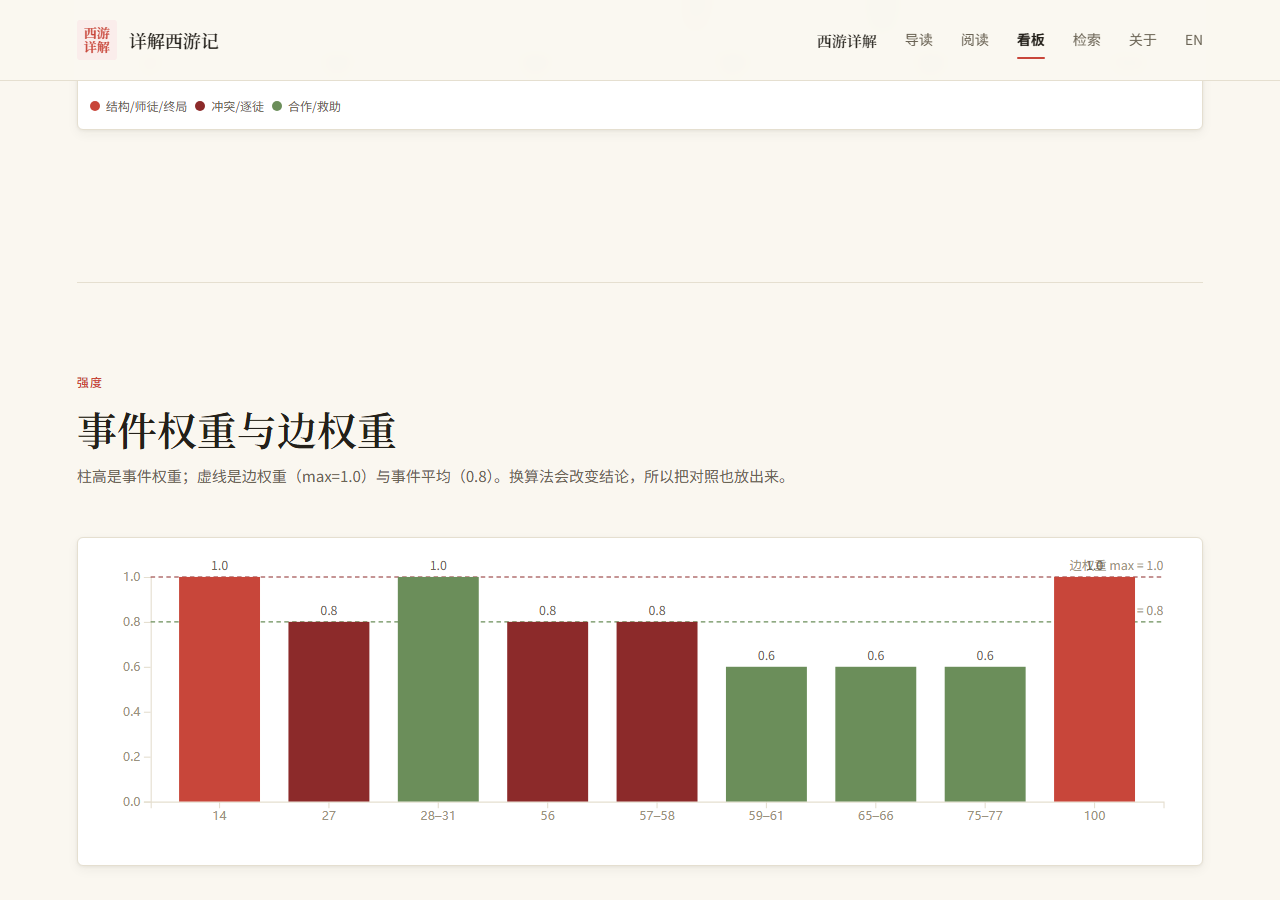 西游
详解
详解西游记
西游详解 导读 阅读 看板 检索 关于 EN
结构/师徒/终局 冲突/逐徒 合作/救助
强度
事件权重与边权重
柱高是事件权重；虚线是边权重（max=1.0）与事件平均（0.8）。换算法会改变结论，所以把对照也放出来。
1.0 1.0 1.0 边权重 max = 1.0
0.8 0.8 0.8 = 0.8
0.6 0.6 0.6
1.0
0.8
0.6
0.4
0.2
0.0
14 27 28–31 56 57–58 59–61 65–66 75–77 100